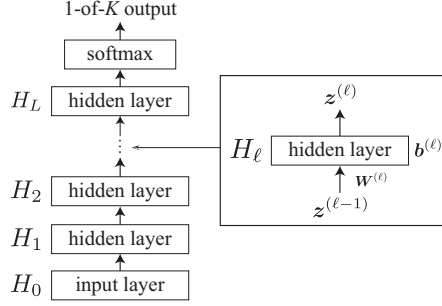 1-of-K output
softmax
H_L hidden layer
⋮
H_2 hidden layer
H_1 hidden layer
H_0 input layer
z^{(ℓ)}
H_ℓ hidden layer b^{(ℓ)}
W^{(ℓ)}
z^{(ℓ-1)}